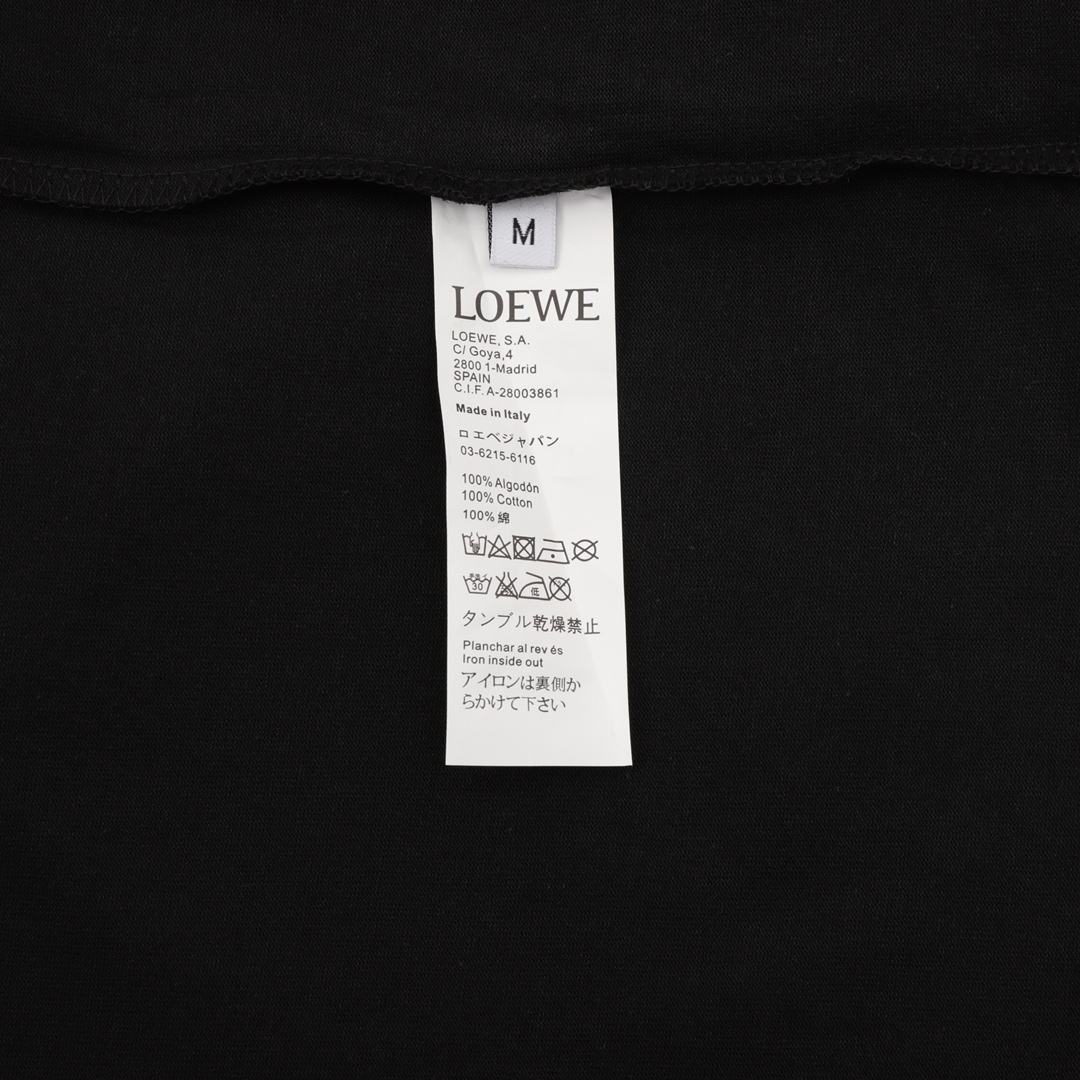 M
LOEWE
LOEWE, S.A.
C/ Goya,4
2800 1-Madrid
SPAIN
C.I.F. A-28003861
Made in Italy
ロエベジャパン
03-6215-6116
100% Algodón
100% Cotton
100% 綿
30
低
タンブル乾燥禁止
Planchar al rev és
Iron inside out
アイロンは裏側か
らかけて下さい